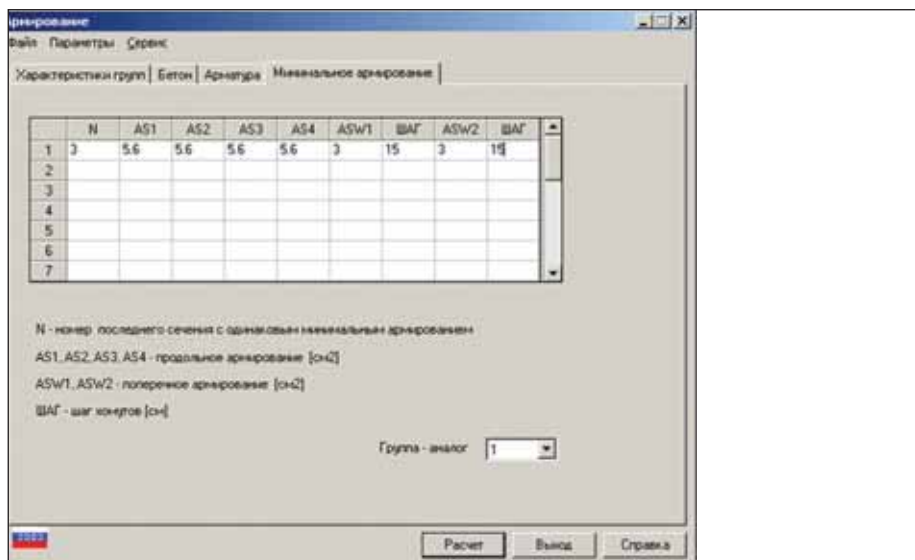 Армирование
Файл Параметры Сервис
Характеристики групп Бетон Арматура Минимальное армирование
N AS1 AS2 AS3 AS4 ASW1 ШАГ ASW2 ШАГ
1 3 5.6 5.6 5.6 5.6 3 15 3 15
2
3
4
5
6
7
N - номер последнего сечения с одинаковым минимальным армированием
AS1, AS2, AS3, AS4 - продольное армирование [см2]
ASW1, ASW2 - поперечное армирование [см2]
ШАГ - шаг хомутов [см]
Группа - аналог 1
Расчет Выход Справка